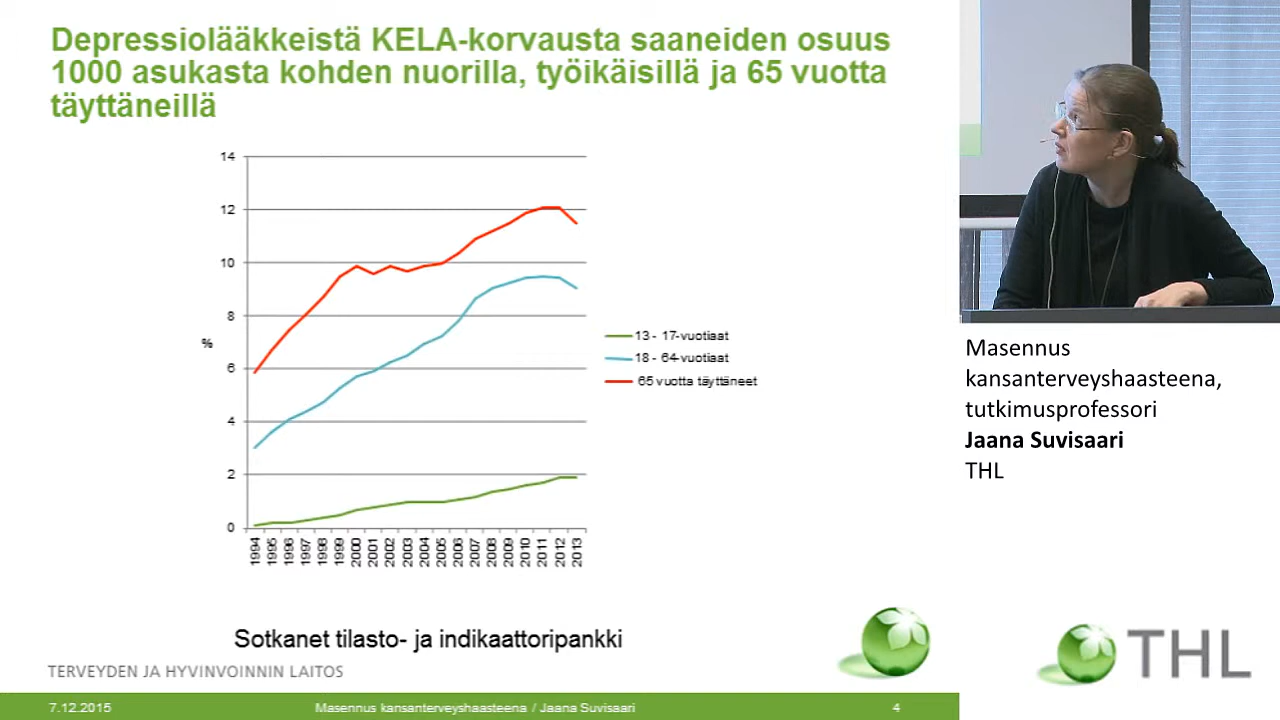 Depressiolääkkeistä KELA-korvausta saaneiden osuus
1000 asukasta kohden nuorilla, työikäisillä ja 65 vuotta
täyttäneillä
14
12
10
8
%
6
4
2
0
1994 1995 1996 1997 1998 1999 2000 2001 2002 2003 2004 2005 2006 2007 2008 2009 2010 2011 2012 2013
13 - 17-vuotiaat
18 - 64-vuotiaat
65 vuotta täyttäneet
Sotkanet tilasto- ja indikaattoripankki
TERVEYDEN JA HYVINVOINNIN LAITOS
7.12.2015 Masennus kansanterveyshaasteena / Jaana Suvisaari 4
Masennus
kansanterveyshaasteena,
tutkimusprofessori
Jaana Suvisaari
THL
THL